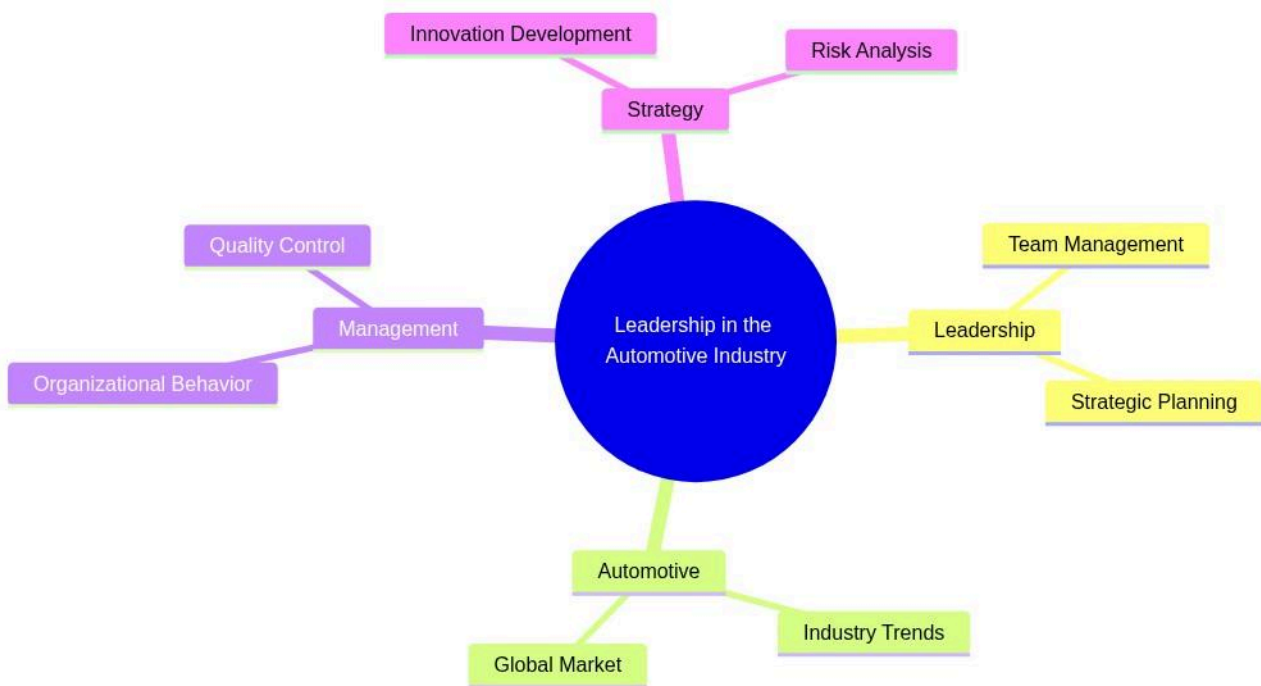 Innovation Development
Risk Analysis
Strategy
Quality Control
Team Management
Management
Leadership in the
Automotive Industry
Leadership
Organizational Behavior
Strategic Planning
Automotive
Industry Trends
Global Market